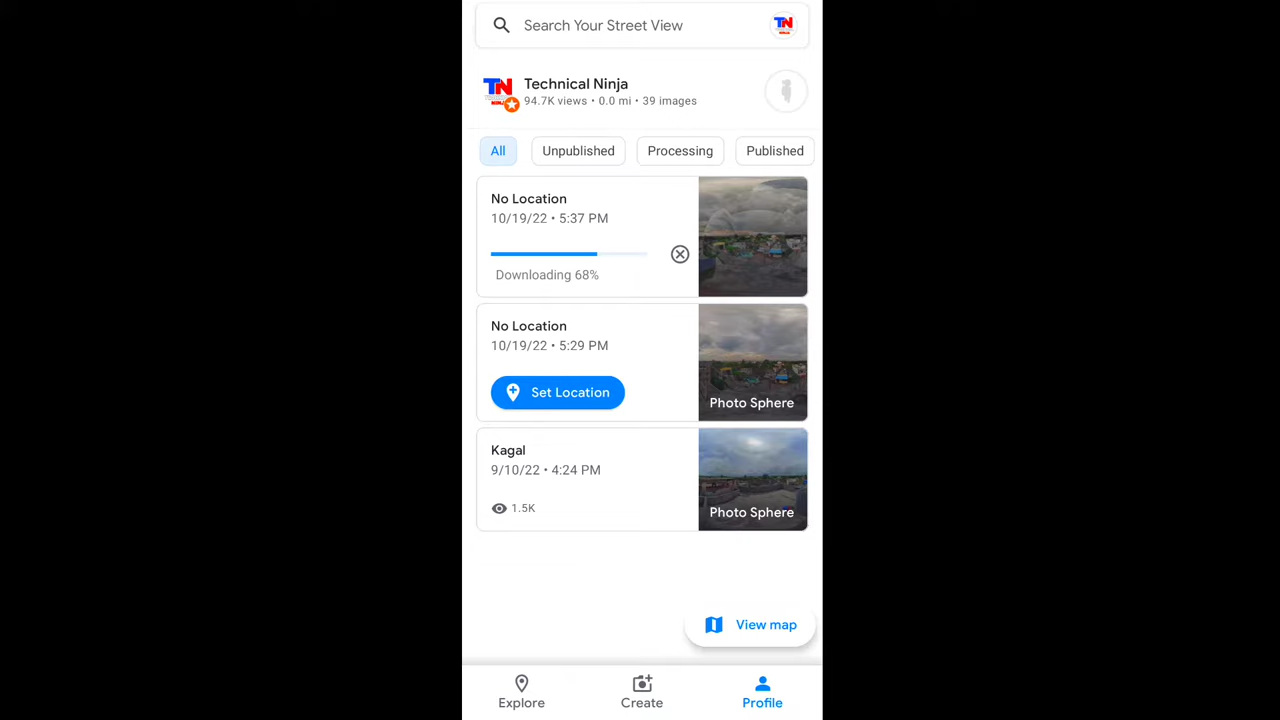 Search Your Street View
TN
NINJA
TN
Technical Ninja
94.7K views • 0.0 mi • 39 images
All
Unpublished
Processing
Published
No Location
10/19/22 • 5:37 PM
Downloading 68%
No Location
10/19/22 • 5:29 PM
Set Location
Photo Sphere
Kagal
9/10/22 • 4:24 PM
1.5K
Photo Sphere
View map
Explore
Create
Profile